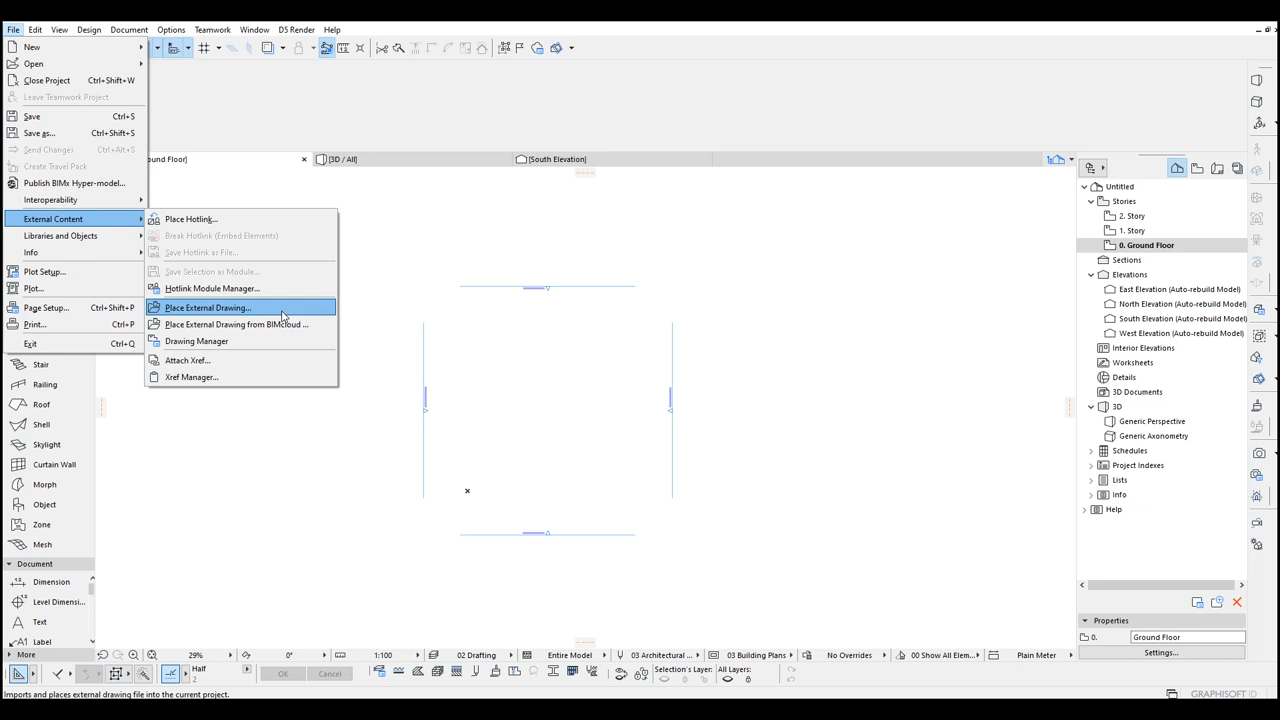 File Edit View Design Document Options Teamwork Window D5 Render Help
New
Open
Close Project Ctrl+Shift+W
Leave Teamwork Project
Save Ctrl+S
Save as... Ctrl+Shift+S
Send Changes Ctrl+Alt+S
Create Travel Pack
Publish BIMx Hyper-model...
Interoperability
External Content
Libraries and Objects
Info
Plot Setup...
Plot...
Page Setup... Ctrl+Shift+P
Print... Ctrl+P
Exit Ctrl+Q
Place Hotlink...
Break Hotlink (Embed Elements)
Save Hotlink as File...
Save Selection as Module...
Hotlink Module Manager...
Place External Drawing...
Place External Drawing from BIMcloud ...
Drawing Manager
Attach Xref...
Xref Manager...
ound Floor]
[3D / All]
[South Elevation]
Stair
Railing
Roof
Shell
Skylight
Curtain Wall
Morph
Object
Zone
Mesh
Document
Dimension
Level Dimensi...
Text
Label
More
Untitled
Stories
2. Story
1. Story
0. Ground Floor
Sections
Elevations
East Elevation (Auto-rebuild Model)
North Elevation (Auto-rebuild Model)
South Elevation (Auto-rebuild Model)
West Elevation (Auto-rebuild Model)
Interior Elevations
Worksheets
Details
3D Documents
3D
Generic Perspective
Generic Axonometry
Schedules
Project Indexes
Lists
Info
Help
Properties
0. Ground Floor
Settings...
29% 0° 1:100 02 Drafting Entire Model 03 Architectural ... 03 Building Plans No Overrides 00 Show All Elem... Plain Meter
Half
2
OK Cancel
Selection's Layer:
All Layers:
Imports and places external drawing file into the current project.
GRAPHISOFT ID